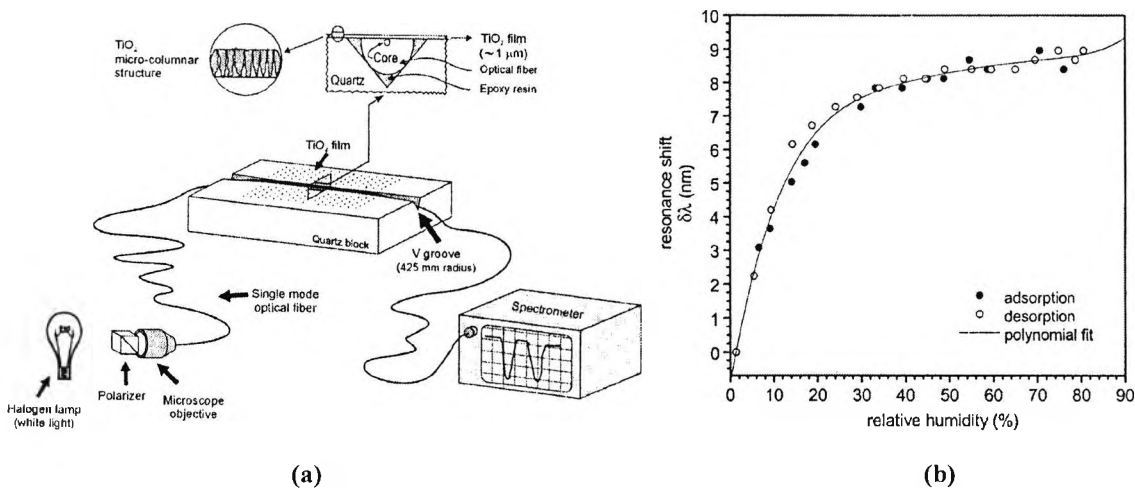 TiO2
micro-columnar
structure
Core
Quartz
TiO2 film
(~1 μm)
Optical fiber
Epoxy resin
TiO2 film
Quartz block
V groove
(425 mm radius)
Single mode
optical fiber
Spectrometer
Polarizer
Microscope
objective
Halogen lamp
(white light)
(a)
10
9
8
7
6
5
4
3
2
1
0
resonance shift
δλ (nm)
adsorption
desorption
polynomial fit
0 10 20 30 40 50 60 70 80 90
relative humidity (%)
(b)